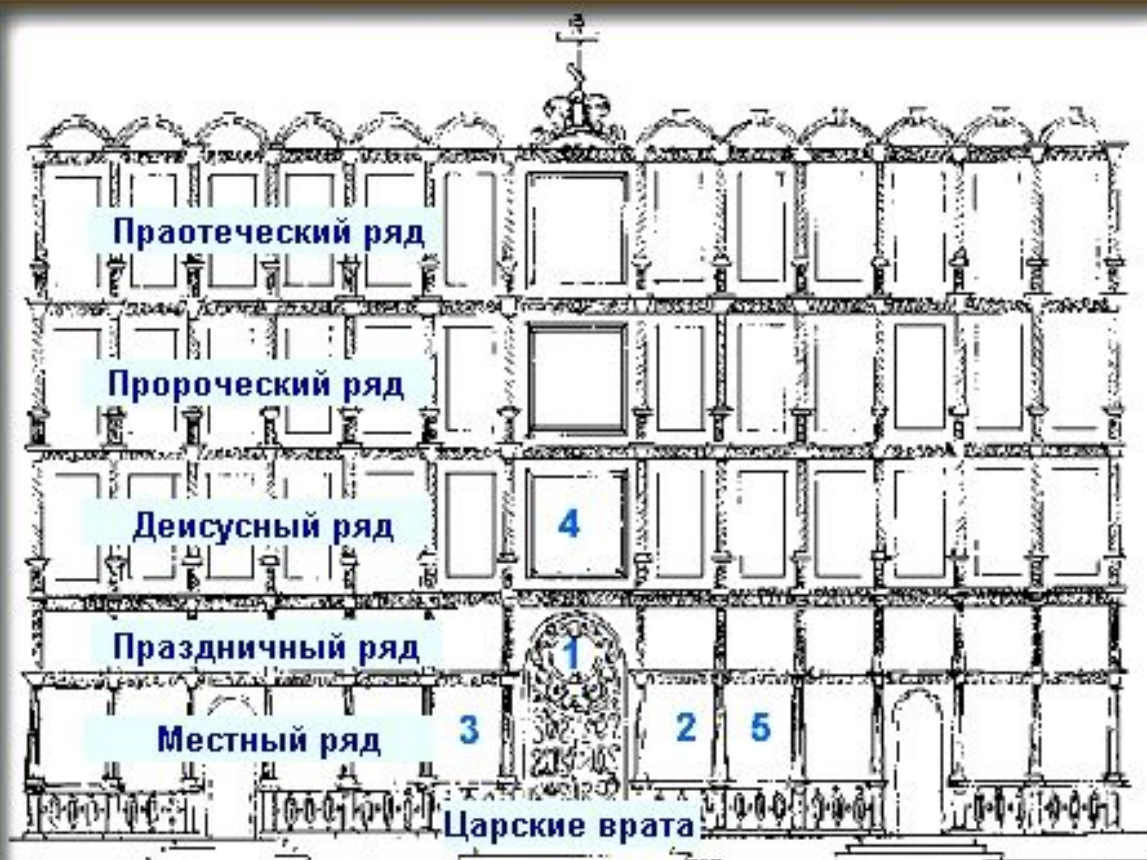 Праотеческий ряд
Пророческий ряд
Деисусный ряд
4
Праздничный ряд
1
Местный ряд
3
2
5
Царские врата